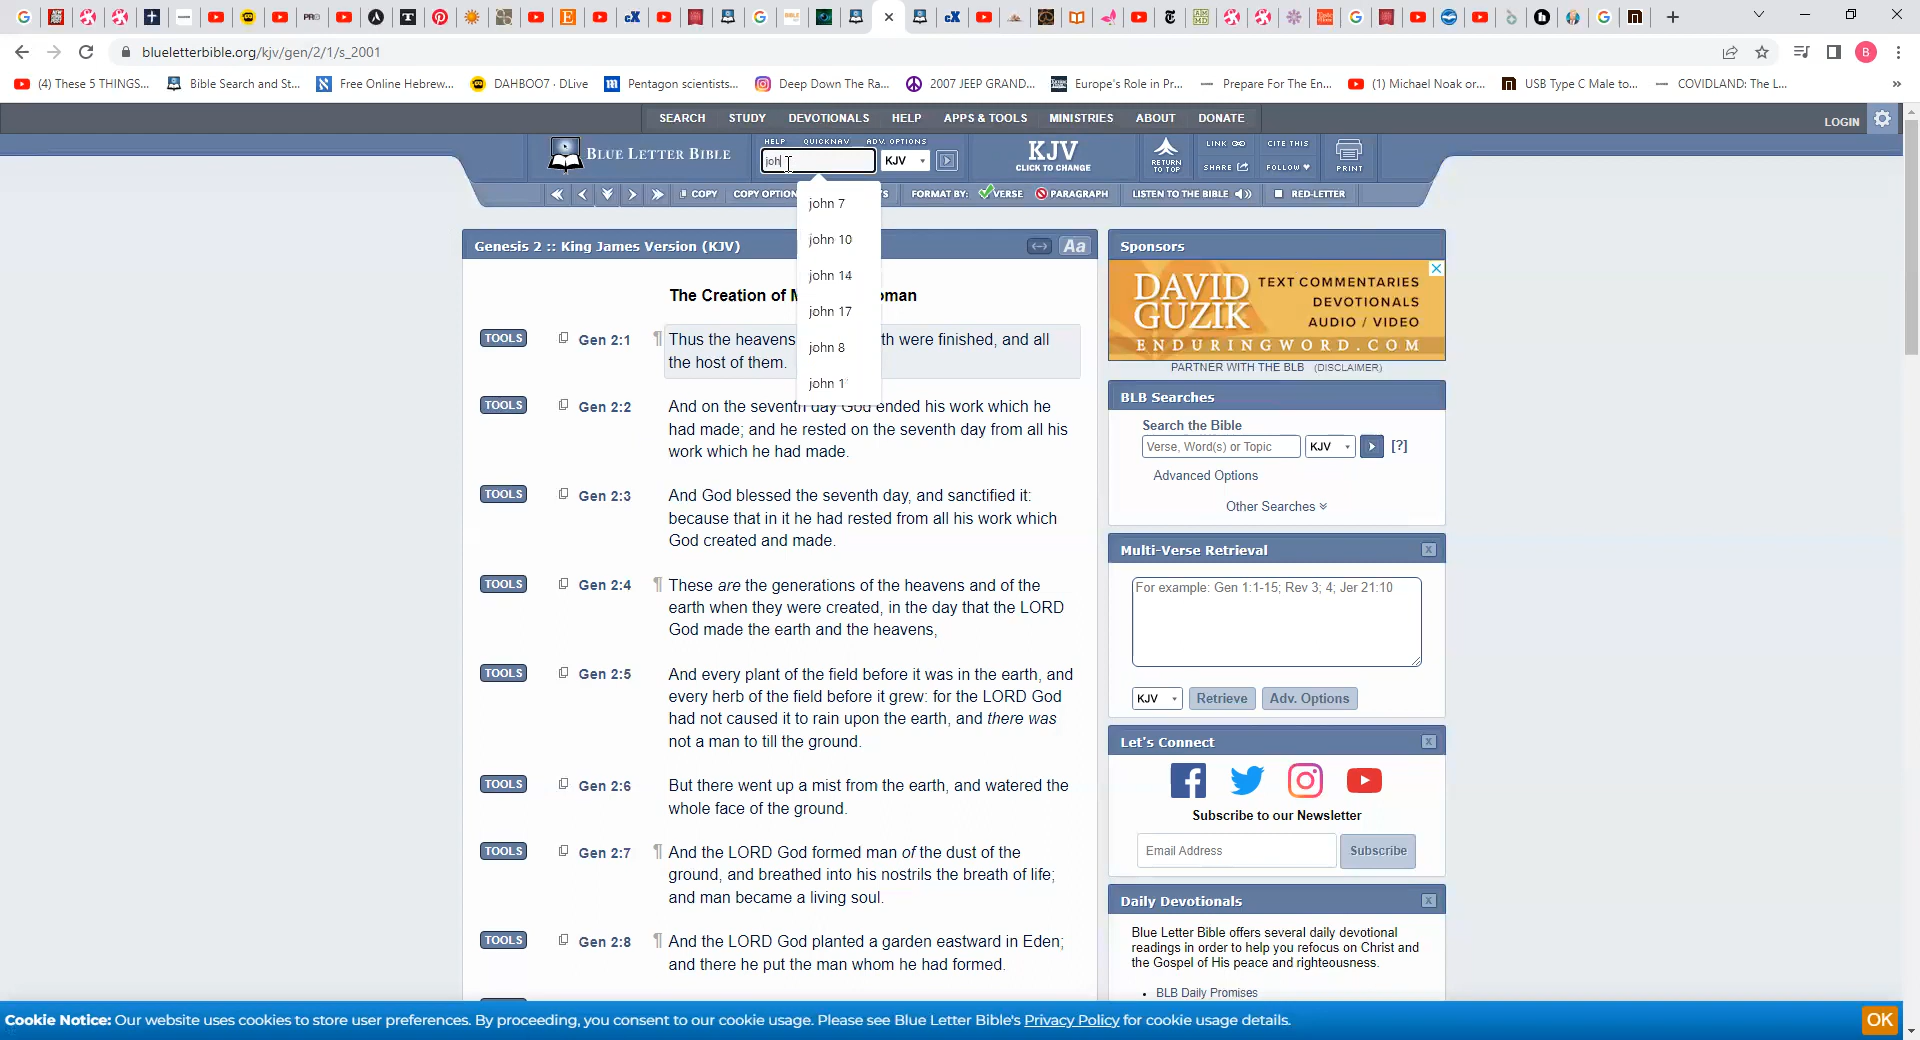 PRO
blueletterbible.org/kjv/gen/2/1/s_2001
B
(4) These 5 THINGS...
Bible Search and St...
Free Online Hebrew...
DAHBOO7 · DLive
Pentagon scientists...
Deep Down The Ra...
2007 JEEP GRAND...
Europe's Role in Pr...
Prepare For The En...
(1) Michael Noak or...
USB Type C Male to...
COVIDLAND: The L...
»
SEARCH STUDY DEVOTIONALS HELP APPS & TOOLS MINISTRIES ABOUT DONATE
LOGIN
BLUE LETTER BIBLE
HELP QUICKNAV ADV. OPTIONS
joh
KJV
KJV
CLICK TO CHANGE
RETURN
TO TOP
LINK
SHARE
CITE THIS
FOLLOW
PRINT
COPY
COPY OPTION
FORMAT BY:
VERSE
PARAGRAPH
LISTEN TO THE BIBLE
RED-LETTER
john 7
john 10
john 14
john 17
john 8
john 1
Genesis 2 :: King James Version (KJV)
Aa
The Creation of M
oman
TOOLS
Gen 2:1
¶ Thus the heavens
th were finished, and all
the host of them.
TOOLS
Gen 2:2
And on the seventh day God ended his work which he
had made; and he rested on the seventh day from all his
work which he had made.
TOOLS
Gen 2:3
And God blessed the seventh day, and sanctified it:
because that in it he had rested from all his work which
God created and made.
TOOLS
Gen 2:4
¶ These are the generations of the heavens and of the
earth when they were created, in the day that the LORD
God made the earth and the heavens,
TOOLS
Gen 2:5
And every plant of the field before it was in the earth, and
every herb of the field before it grew: for the LORD God
had not caused it to rain upon the earth, and there was
not a man to till the ground.
TOOLS
Gen 2:6
But there went up a mist from the earth, and watered the
whole face of the ground.
TOOLS
Gen 2:7
¶ And the LORD God formed man of the dust of the
ground, and breathed into his nostrils the breath of life;
and man became a living soul.
TOOLS
Gen 2:8
¶ And the LORD God planted a garden eastward in Eden;
and there he put the man whom he had formed.
Sponsors
DAVID
GUZIK
TEXT COMMENTARIES
DEVOTIONALS
AUDIO / VIDEO
ENDURINGWORD.COM
PARTNER WITH THE BLB (DISCLAIMER)
BLB Searches
Search the Bible
Verse, Word(s) or Topic
KJV
[?]
Advanced Options
Other Searches
Multi-Verse Retrieval
X
For example: Gen 1:1-15; Rev 3; 4; Jer 21:10
KJV
Retrieve
Adv. Options
Let's Connect
X
Subscribe to our Newsletter
Email Address
Subscribe
Daily Devotionals
X
Blue Letter Bible offers several daily devotional
readings in order to help you refocus on Christ and
the Gospel of His peace and righteousness.
• BLB Daily Promises
Cookie Notice: Our website uses cookies to store user preferences. By proceeding, you consent to our cookie usage. Please see Blue Letter Bible's Privacy Policy for cookie usage details.
OK